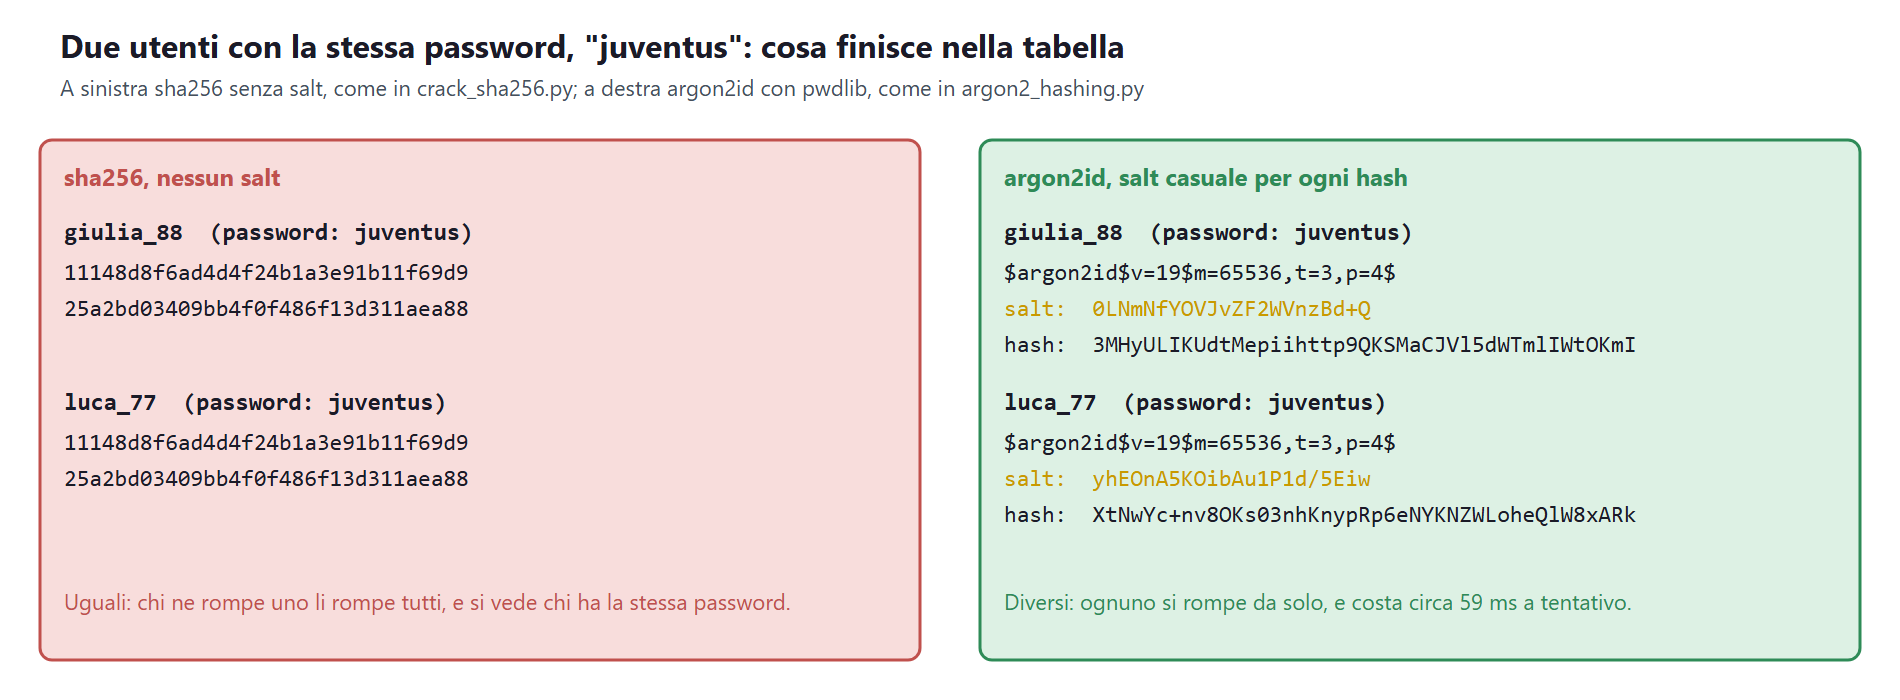 Due utenti con la stessa password, "juventus": cosa finisce nella tabella
A sinistra sha256 senza salt, come in crack_sha256.py; a destra argon2id con pwdlib, come in argon2_hashing.py
sha256, nessun salt
giulia_88 (password: juventus)
11148d8f6ad4d4f24b1a3e91b11f69d9
25a2bd03409bb4f0f486f13d311aea88
luca_77 (password: juventus)
11148d8f6ad4d4f24b1a3e91b11f69d9
25a2bd03409bb4f0f486f13d311aea88
Uguali: chi ne rompe uno li rompe tutti, e si vede chi ha la stessa password.
argon2id, salt casuale per ogni hash
giulia_88 (password: juventus)
$argon2id$v=19$m=65536,t=3,p=4$
salt: 0LNmNfYOVJvZF2WVnzBd+Q
hash: 3MHyULIKUdtMepiihttp9QKSMaCJVl5dWTmlIWtOKmI
luca_77 (password: juventus)
$argon2id$v=19$m=65536,t=3,p=4$
salt: yhEOnA5KOibAu1P1d/5Eiw
hash: XtNwYc+nv8OKs03nhKnypRp6eNYKNZWLoheQlW8xARk
Diversi: ognuno si rompe da solo, e costa circa 59 ms a tentativo.